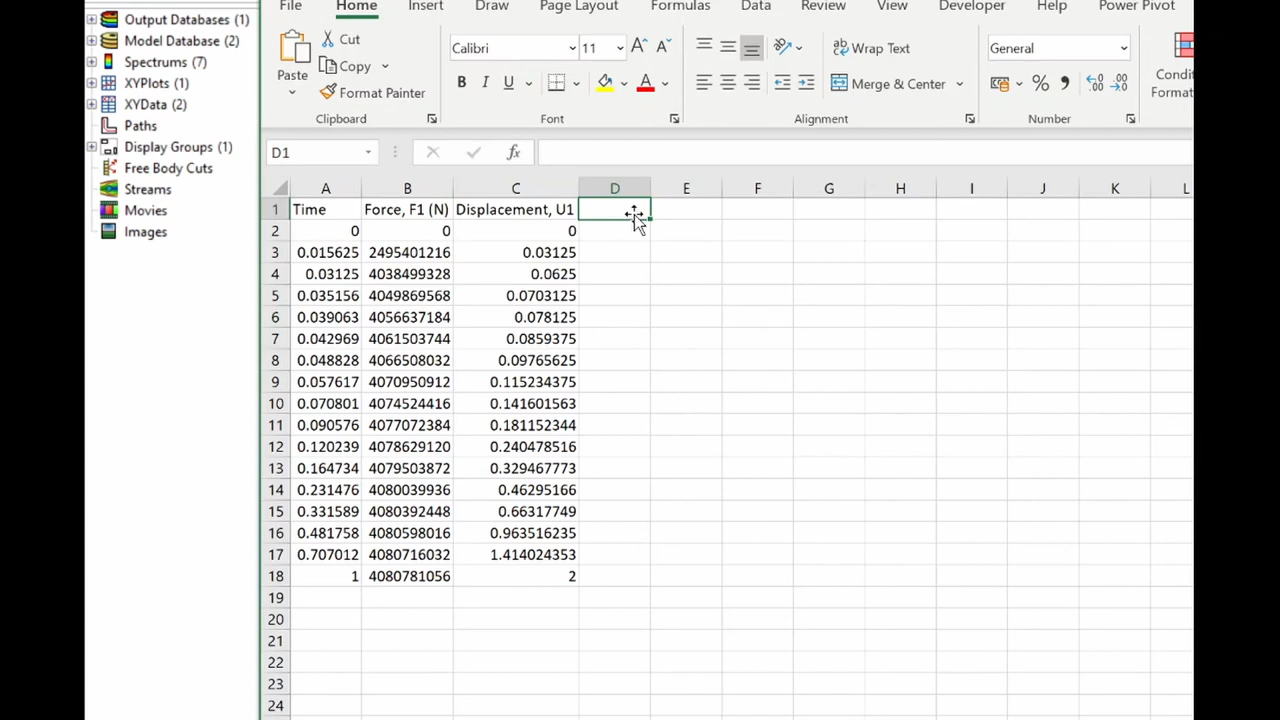 Output Databases (1)
Model Database (2)
Spectrums (7)
XYPlots (1)
XYData (2)
Paths
Display Groups (1)
Free Body Cuts
Streams
Movies
Images
File Home Insert Draw Page Layout Formulas Data Review View Developer Help Power Pivot
Paste
Cut
Copy
Format Painter
Clipboard
Calibri 11 A A
B I U A
Font
Wrap Text
Merge & Center
Alignment
General
% 
Number
Condi
Format
D1 fx
A B C D E F G H I J K L
1 Time Force, F1 (N) Displacement, U1
2 0 0 0
3 0.015625 2495401216 0.03125
4 0.03125 4038499328 0.0625
5 0.035156 4049869568 0.0703125
6 0.039063 4056637184 0.078125
7 0.042969 4061503744 0.0859375
8 0.048828 4066508032 0.09765625
9 0.057617 4070950912 0.115234375
10 0.070801 4074524416 0.141601563
11 0.090576 4077072384 0.181152344
12 0.120239 4078629120 0.240478516
13 0.164734 4079503872 0.329467773
14 0.231476 4080039936 0.46295166
15 0.331589 4080392448 0.66317749
16 0.481758 4080598016 0.963516235
17 0.707012 4080716032 1.414024353
18 1 4080781056 2
19
20
21
22
23
24